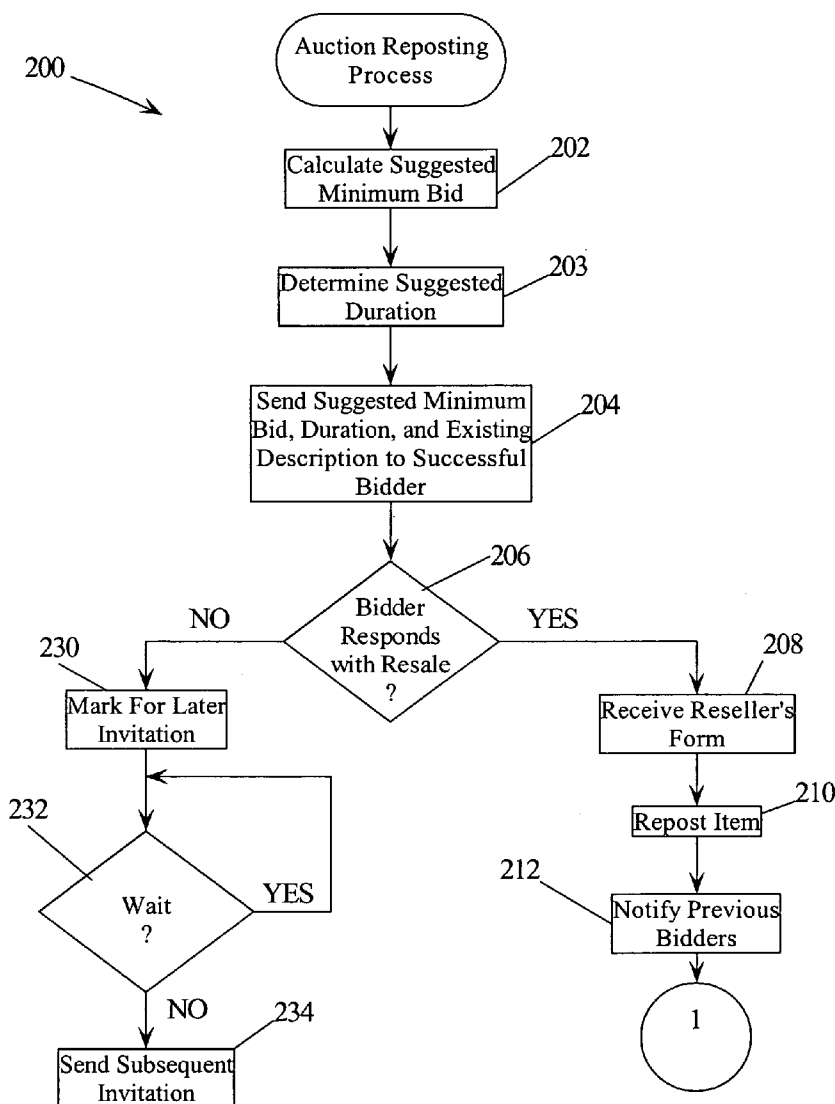 Auction Reposting
Process
200
Calculate Suggested
Minimum Bid
202
Determine Suggested
Duration
203
Send Suggested Minimum
Bid, Duration, and Existing
Description to Successful
Bidder
204
206
Bidder
Responds
with Resale
?
NO
YES
230
Mark For Later
Invitation
232
Wait
?
YES
NO
234
Send Subsequent
Invitation
208
Receive Reseller's
Form
210
Repost Item
212
Notify Previous
Bidders
1